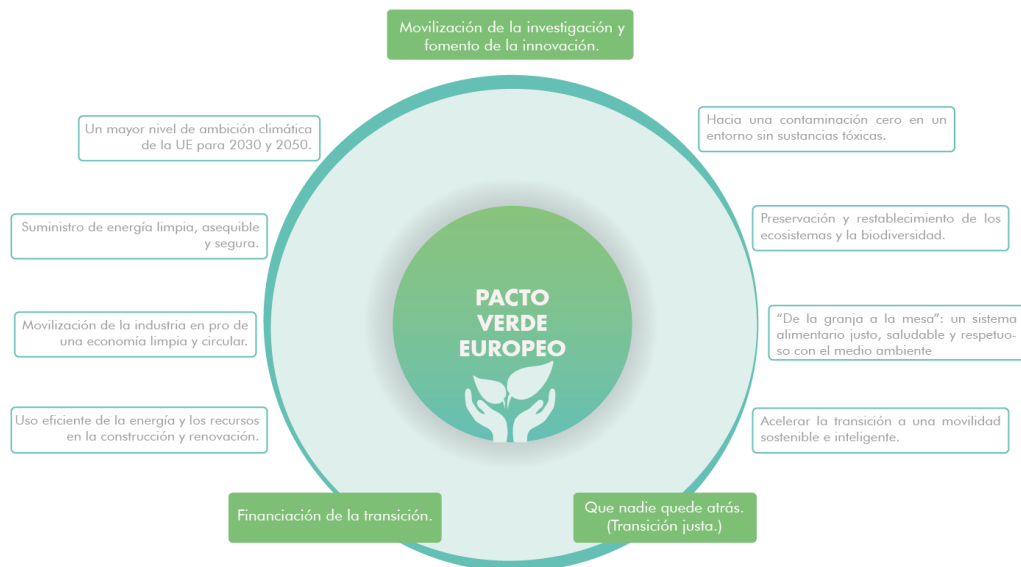 Movilización de la investigación y
fomento de la innovación.
Un mayor nivel de ambición climática
de la UE para 2030 y 2050.
Suministro de energía limpia, asequible
y segura.
Movilización de la industria en pro de
una economía limpia y circular.
Uso eficiente de la energía y los recursos
en la construcción y renovación.
Financiación de la transición.
PACTO
VERDE
EUROPEO
Hacia una contaminación cero en un
entorno sin sustancias tóxicas.
Preservación y restablecimiento de los
ecosistemas y la biodiversidad.
“De la granja a la mesa”: un sistema
alimentario justo, saludable y respetuo-
so con el medio ambiente
Acelerar la transición a una movilidad
sostenible e inteligente.
Que nadie quede atrás.
(Transición justa.)